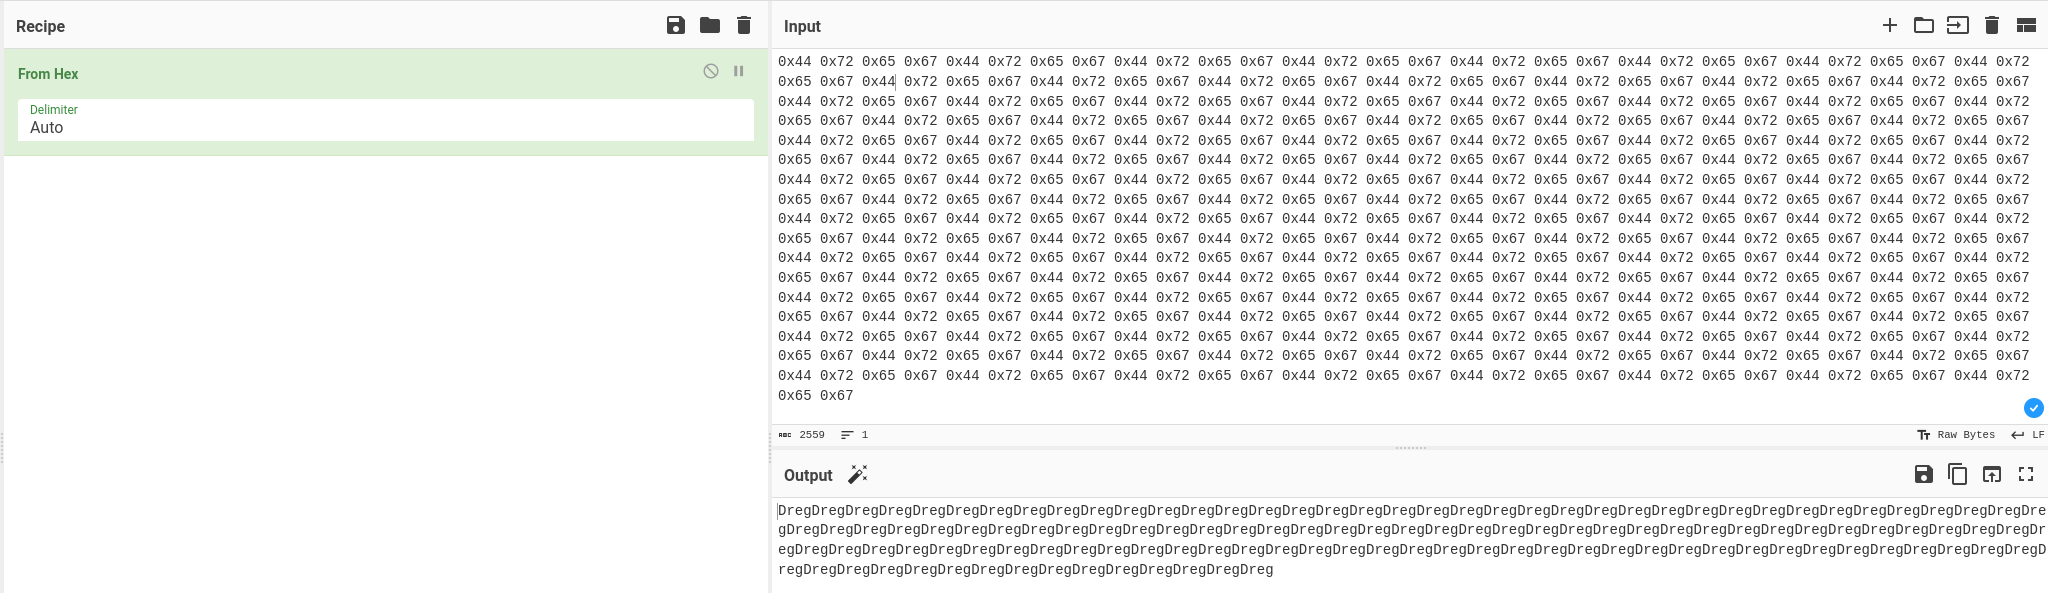 Recipe
Input
From Hex
Delimiter
Auto
0x44 0x72 0x65 0x67 0x44 0x72 0x65 0x67 0x44 0x72 0x65 0x67 0x44 0x72 0x65 0x67 0x44 0x72 0x65 0x67 0x44 0x72 0x65 0x67 0x44 0x72 0x65 0x67 0x44 0x72
0x65 0x67 0x44 0x72 0x65 0x67 0x44 0x72 0x65 0x67 0x44 0x72 0x65 0x67 0x44 0x72 0x65 0x67 0x44 0x72 0x65 0x67 0x44 0x72 0x65 0x67 0x44 0x72 0x65 0x67
0x44 0x72 0x65 0x67 0x44 0x72 0x65 0x67 0x44 0x72 0x65 0x67 0x44 0x72 0x65 0x67 0x44 0x72 0x65 0x67 0x44 0x72 0x65 0x67 0x44 0x72 0x65 0x67 0x44 0x72
0x65 0x67 0x44 0x72 0x65 0x67 0x44 0x72 0x65 0x67 0x44 0x72 0x65 0x67 0x44 0x72 0x65 0x67 0x44 0x72 0x65 0x67 0x44 0x72 0x65 0x67 0x44 0x72 0x65 0x67
0x44 0x72 0x65 0x67 0x44 0x72 0x65 0x67 0x44 0x72 0x65 0x67 0x44 0x72 0x65 0x67 0x44 0x72 0x65 0x67 0x44 0x72 0x65 0x67 0x44 0x72 0x65 0x67 0x44 0x72
0x65 0x67 0x44 0x72 0x65 0x67 0x44 0x72 0x65 0x67 0x44 0x72 0x65 0x67 0x44 0x72 0x65 0x67 0x44 0x72 0x65 0x67 0x44 0x72 0x65 0x67 0x44 0x72 0x65 0x67
0x44 0x72 0x65 0x67 0x44 0x72 0x65 0x67 0x44 0x72 0x65 0x67 0x44 0x72 0x65 0x67 0x44 0x72 0x65 0x67 0x44 0x72 0x65 0x67 0x44 0x72 0x65 0x67 0x44 0x72
0x65 0x67 0x44 0x72 0x65 0x67 0x44 0x72 0x65 0x67 0x44 0x72 0x65 0x67 0x44 0x72 0x65 0x67 0x44 0x72 0x65 0x67 0x44 0x72 0x65 0x67 0x44 0x72 0x65 0x67
0x44 0x72 0x65 0x67 0x44 0x72 0x65 0x67 0x44 0x72 0x65 0x67 0x44 0x72 0x65 0x67 0x44 0x72 0x65 0x67 0x44 0x72 0x65 0x67 0x44 0x72 0x65 0x67 0x44 0x72
0x65 0x67 0x44 0x72 0x65 0x67 0x44 0x72 0x65 0x67 0x44 0x72 0x65 0x67 0x44 0x72 0x65 0x67 0x44 0x72 0x65 0x67 0x44 0x72 0x65 0x67 0x44 0x72 0x65 0x67
0x44 0x72 0x65 0x67 0x44 0x72 0x65 0x67 0x44 0x72 0x65 0x67 0x44 0x72 0x65 0x67 0x44 0x72 0x65 0x67 0x44 0x72 0x65 0x67 0x44 0x72 0x65 0x67 0x44 0x72
0x65 0x67 0x44 0x72 0x65 0x67 0x44 0x72 0x65 0x67 0x44 0x72 0x65 0x67 0x44 0x72 0x65 0x67 0x44 0x72 0x65 0x67 0x44 0x72 0x65 0x67 0x44 0x72 0x65 0x67
0x44 0x72 0x65 0x67 0x44 0x72 0x65 0x67 0x44 0x72 0x65 0x67 0x44 0x72 0x65 0x67 0x44 0x72 0x65 0x67 0x44 0x72 0x65 0x67 0x44 0x72 0x65 0x67 0x44 0x72
0x65 0x67 0x44 0x72 0x65 0x67 0x44 0x72 0x65 0x67 0x44 0x72 0x65 0x67 0x44 0x72 0x65 0x67 0x44 0x72 0x65 0x67 0x44 0x72 0x65 0x67 0x44 0x72 0x65 0x67
0x44 0x72 0x65 0x67 0x44 0x72 0x65 0x67 0x44 0x72 0x65 0x67 0x44 0x72 0x65 0x67 0x44 0x72 0x65 0x67 0x44 0x72 0x65 0x67 0x44 0x72 0x65 0x67 0x44 0x72
0x65 0x67 0x44 0x72 0x65 0x67 0x44 0x72 0x65 0x67 0x44 0x72 0x65 0x67 0x44 0x72 0x65 0x67 0x44 0x72 0x65 0x67 0x44 0x72 0x65 0x67 0x44 0x72 0x65 0x67
0x44 0x72 0x65 0x67 0x44 0x72 0x65 0x67 0x44 0x72 0x65 0x67 0x44 0x72 0x65 0x67 0x44 0x72 0x65 0x67 0x44 0x72 0x65 0x67 0x44 0x72 0x65 0x67 0x44 0x72
0x65 0x67
ABC 2559 1 Raw Bytes LF
Output
DregDregDregDregDregDregDregDregDregDregDregDregDregDregDregDregDregDregDregDregDregDregDregDregDregDregDregDregDregDregDregDregDregDregDregDregDregDre
gDregDregDregDregDregDregDregDregDregDregDregDregDregDregDregDregDregDregDregDregDregDregDregDregDregDregDregDregDregDregDregDregDregDregDregDregDregDr
egDregDregDregDregDregDregDregDregDregDregDregDregDregDregDregDregDregDregDregDregDregDregDregDregDregDregDregDregDregDregDregDregDregDregDregDregDregD
regDregDregDregDregDregDregDregDregDregDregDregDregDregDreg